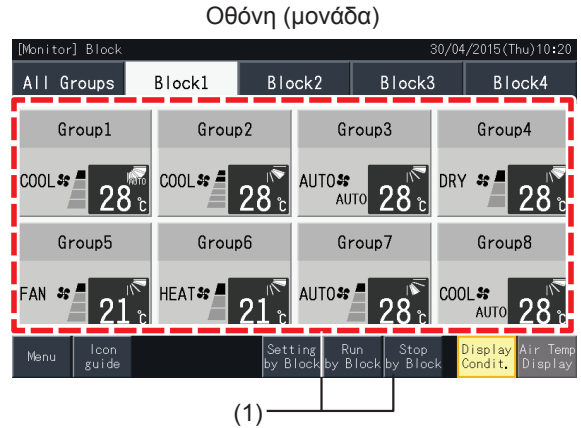 Οθόνη (μονάδα)
[Monitor] Block 30/04/2015(Thu)10:20
All Groups Block1 Block2 Block3 Block4
Group1 Group2 Group3 Group4
COOL AUTO 28℃ COOL 28℃ AUTO AUTO 28℃ DRY 28℃
Group5 Group6 Group7 Group8
FAN 21℃ HEAT 21℃ AUTO 28℃ COOL AUTO 28℃
Menu Icon guide Setting by Block Run by Block Stop by Block Display Condit. Air Temp Display
(1)